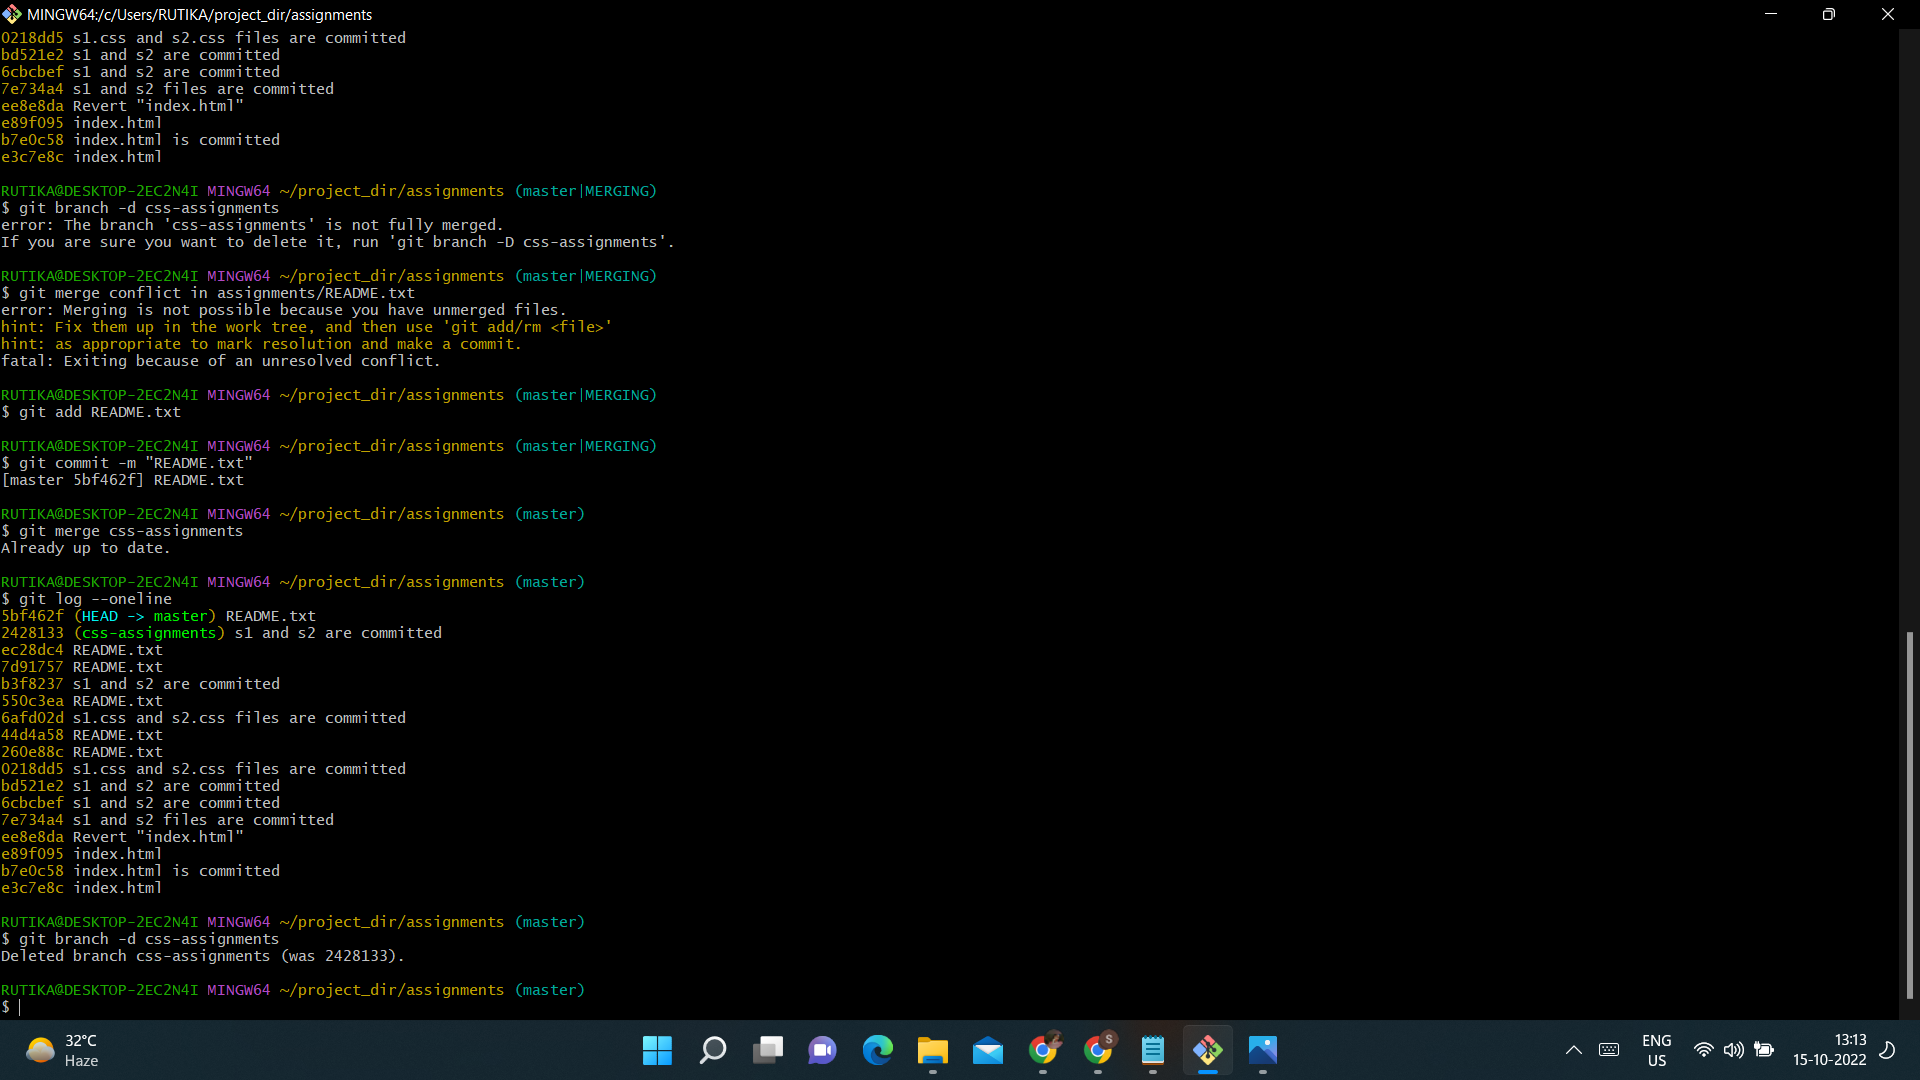 MINGW64:/c/Users/RUTIKA/project_dir/assignments
0218dd5 s1.css and s2.css files are committed
bd521e2 s1 and s2 are committed
6cbcbef s1 and s2 are committed
7e734a4 s1 and s2 files are committed
ee8e8da Revert "index.html"
e89f095 index.html
b7e0c58 index.html is committed
e3c7e8c index.html
RUTIKA@DESKTOP-2EC2N4I MINGW64 ~/project_dir/assignments (master|MERGING)
$ git branch -d css-assignments
error: The branch 'css-assignments' is not fully merged.
If you are sure you want to delete it, run 'git branch -D css-assignments'.
RUTIKA@DESKTOP-2EC2N4I MINGW64 ~/project_dir/assignments (master|MERGING)
$ git merge conflict in assignments/README.txt
error: Merging is not possible because you have unmerged files.
hint: Fix them up in the work tree, and then use 'git add/rm <file>'
hint: as appropriate to mark resolution and make a commit.
fatal: Exiting because of an unresolved conflict.
RUTIKA@DESKTOP-2EC2N4I MINGW64 ~/project_dir/assignments (master|MERGING)
$ git add README.txt
RUTIKA@DESKTOP-2EC2N4I MINGW64 ~/project_dir/assignments (master|MERGING)
$ git commit -m "README.txt"
[master 5bf462f] README.txt
RUTIKA@DESKTOP-2EC2N4I MINGW64 ~/project_dir/assignments (master)
$ git merge css-assignments
Already up to date.
RUTIKA@DESKTOP-2EC2N4I MINGW64 ~/project_dir/assignments (master)
$ git log --oneline
5bf462f (HEAD -> master) README.txt
2428133 (css-assignments) s1 and s2 are committed
ec28dc4 README.txt
7d91757 README.txt
b3f8237 s1 and s2 are committed
550c3ea README.txt
6afd02d s1.css and s2.css files are committed
44d4a58 README.txt
260e88c README.txt
0218dd5 s1.css and s2.css files are committed
bd521e2 s1 and s2 are committed
6cbcbef s1 and s2 are committed
7e734a4 s1 and s2 files are committed
ee8e8da Revert "index.html"
e89f095 index.html
b7e0c58 index.html is committed
e3c7e8c index.html
RUTIKA@DESKTOP-2EC2N4I MINGW64 ~/project_dir/assignments (master)
$ git branch -d css-assignments
Deleted branch css-assignments (was 2428133).
RUTIKA@DESKTOP-2EC2N4I MINGW64 ~/project_dir/assignments (master)
$
32°C
Haze
S
ENG
US
13:13
15-10-2022